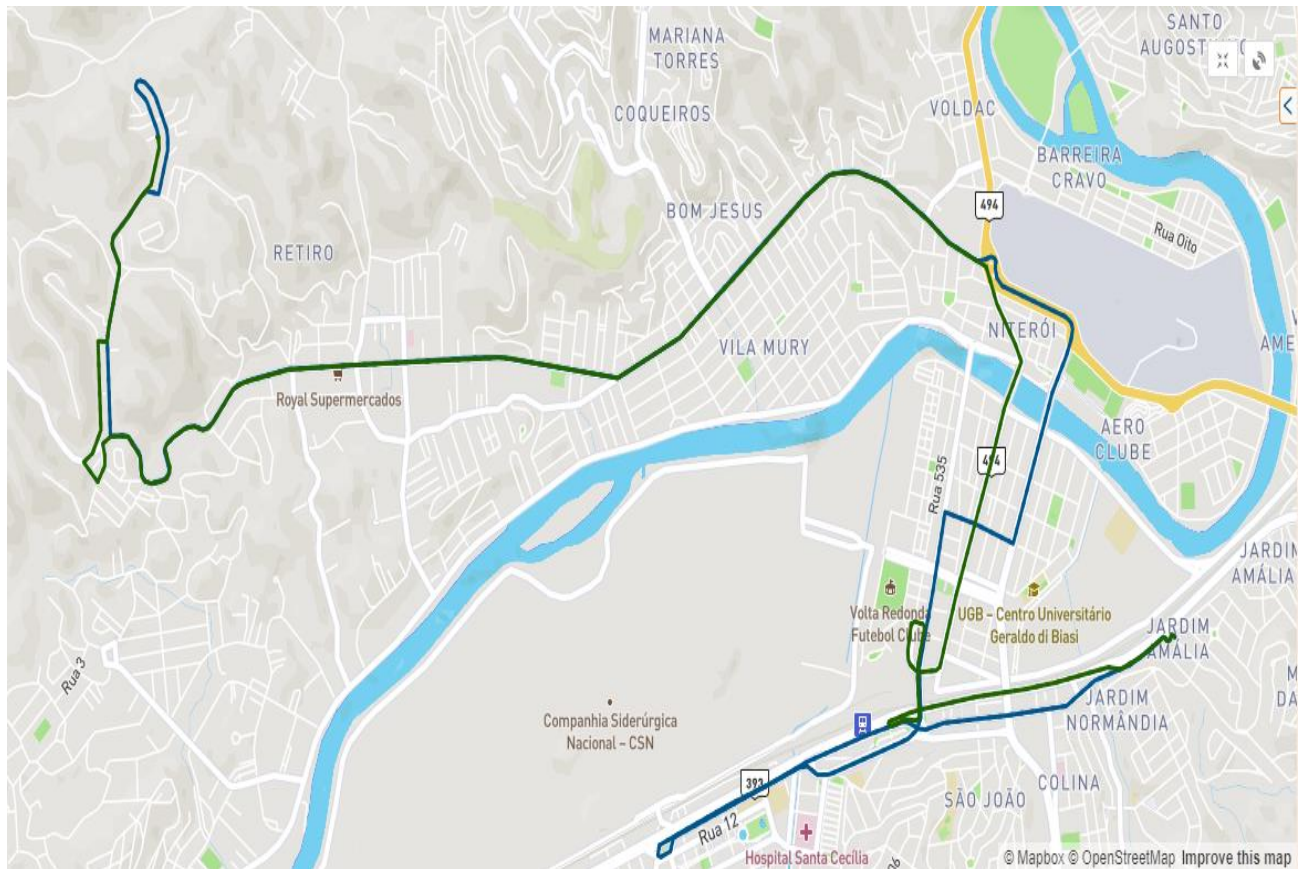 SANTO
AUGOSTINHO
MARIANA
TORRES
VOLDAC
COQUEIROS
BARREIRA
CRAVO
BOM JESUS
494
Rua Oito
RETIRO
NITERÓI
VILA MURY
Royal Supermercados
AERO
CLUBE
494
Rua 535
JARDIM
AMÁLIA
Volta Redonda
Futebol Clube
UGB – Centro Universitário
Geraldo di Biasi
JARDIM
AMÁLIA
Rua 3
JARDIM
NORMÂNDIA
Companhia Siderúrgica
Nacional – CSN
393
COLINA
SÃO JOÃO
Rua 12
Hospital Santa Cecília
© Mapbox © OpenStreetMap Improve this map